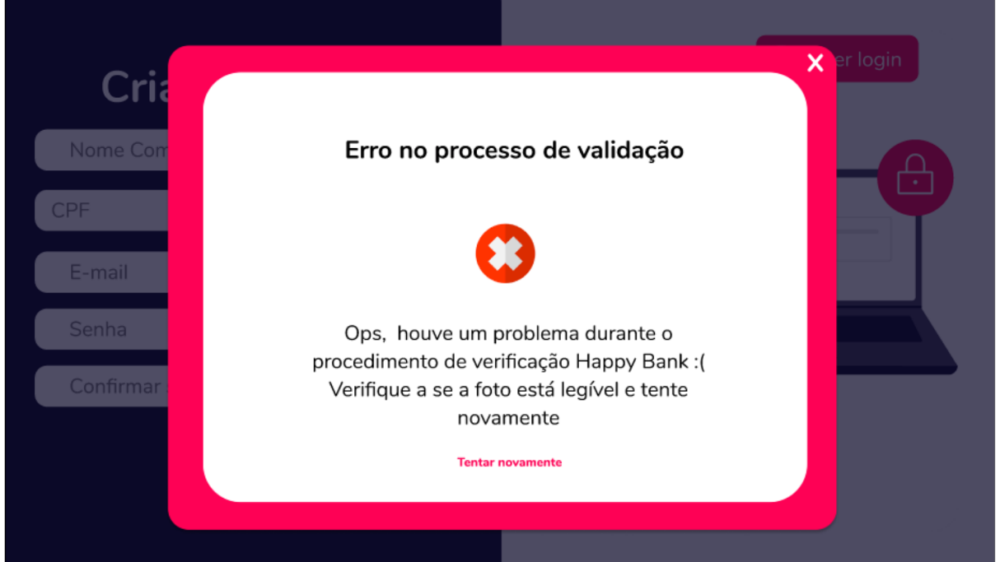 er login
Cria
Nome Com
CPF
E-mail
Senha
Confirmar
Erro no processo de validação
Ops, houve um problema durante o
procedimento de verificação Happy Bank :(
Verifique a se a foto está legível e tente
novamente
Tentar novamente